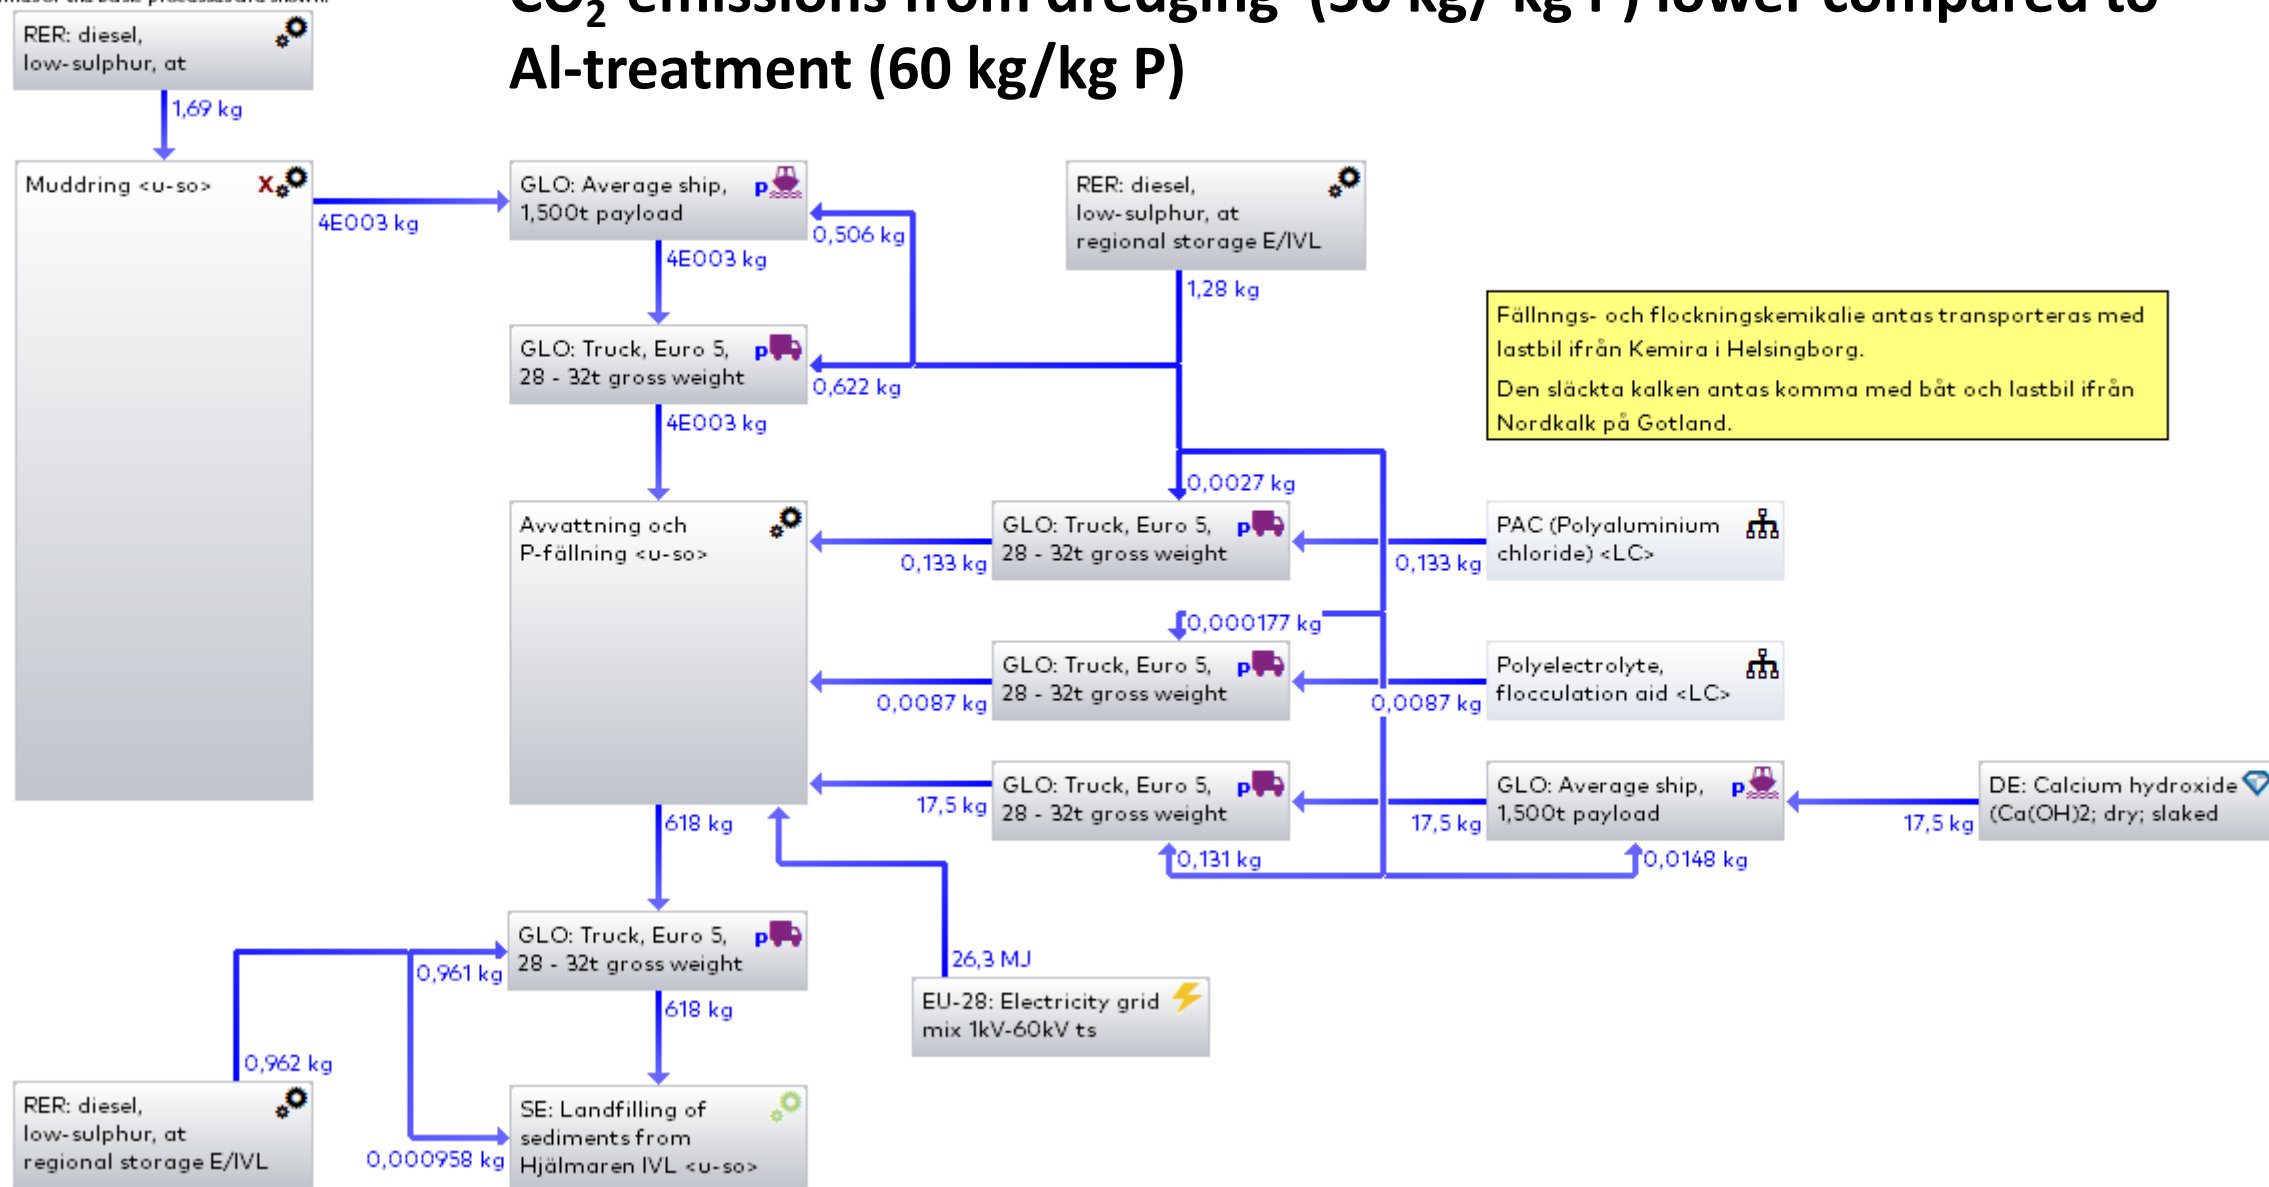 CO2 emissions from dredging (30 kg/ kg P) lower compared to
Al-treatment (60 kg/kg P)
RER: diesel,
low-sulphur, at
1,69 kg
Muddring <u-so>
X
4E003 kg
GLO: Average ship,
1,500t payload
p
0,506 kg
4E003 kg
RER: diesel,
low-sulphur, at
regional storage E/IVL
1,28 kg
GLO: Truck, Euro 5,
28 - 32t gross weight
p
0,622 kg
4E003 kg
Fällnngs- och flockningskemikalie antas transporteras med
lastbil ifrån Kemira i Helsingborg.
Den släckta kalken antas komma med båt och lastbil ifrån
Nordkalk på Gotland.
Avvattning och
P-fällning <u-so>
0,0027 kg
GLO: Truck, Euro 5,
28 - 32t gross weight
p
0,133 kg
PAC (Polyaluminium
chloride) <LC>
0,133 kg
0,000177 kg
GLO: Truck, Euro 5,
28 - 32t gross weight
p
0,0087 kg
Polyelectrolyte,
flocculation aid <LC>
0,0087 kg
GLO: Truck, Euro 5,
28 - 32t gross weight
p
17,5 kg
GLO: Average ship,
1,500t payload
p
17,5 kg
DE: Calcium hydroxide
(Ca(OH)2; dry; slaked
17,5 kg
0,131 kg
0,0148 kg
618 kg
GLO: Truck, Euro 5,
28 - 32t gross weight
p
0,961 kg
26,3 MJ
EU-28: Electricity grid
mix 1kV-60kV ts
618 kg
0,962 kg
RER: diesel,
low-sulphur, at
regional storage E/IVL
0,000958 kg
SE: Landfilling of
sediments from
Hjälmaren IVL <u-so>